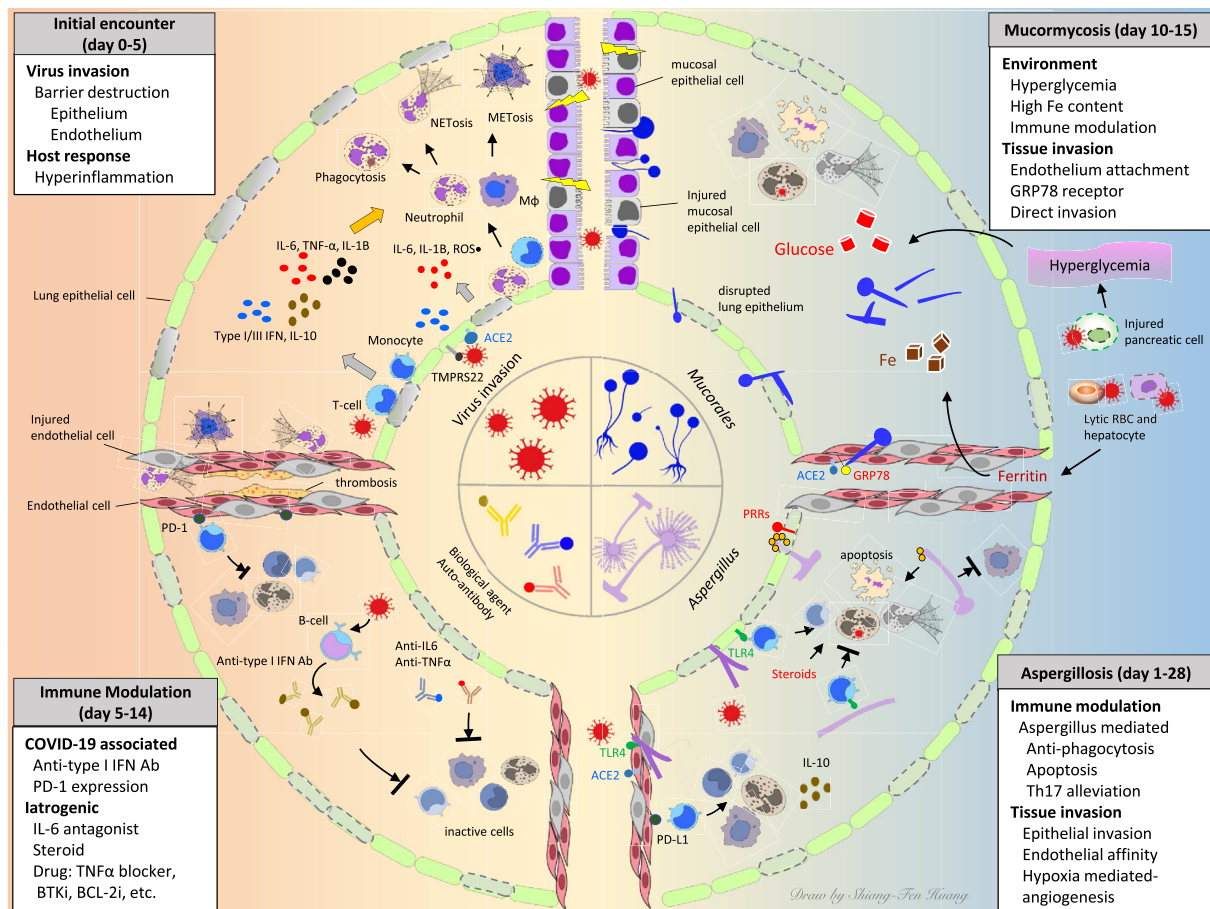 Initial encounter
(day 0-5)
Virus invasion
Barrier destruction
Epithelium
Endothelium
Host response
Hyperinflammation
Mucormycosis (day 10-15)
Environment
Hyperglycemia
High Fe content
Immune modulation
Tissue invasion
Endothelium attachment
GRP78 receptor
Direct invasion
NETosis
METosis
Phagocytosis
Neutrophil
Mϕ
IL-6, TNF-α, IL-1B
IL-6, IL-1B, ROS•
Type I/III IFN, IL-10
Lung epithelial cell
Monocyte
ACE2
TMPRS22
T-cell
Injured
endothelial cell
thrombosis
Endothelial cell
mucosal
epithelial cell
Injured
mucosal
epithelial cell
disrupted
lung epithelium
Glucose
Hyperglycemia
Injured
pancreatic cell
Fe
Lytic RBC and
hepatocyte
Ferritin
ACE2
GRP78
Virus invasion
Mucorales
Biological agent
Auto-antibody
Aspergillus
PD-1
B-cell
Anti-type I IFN Ab
Anti-IL6
Anti-TNFα
inactive cells
PRRs
apoptosis
TLR4
Steroids
TLR4
ACE2
IL-10
PD-L1
Immune Modulation
(day 5-14)
COVID-19 associated
Anti-type I IFN Ab
PD-1 expression
Iatrogenic
IL-6 antagonist
Steroid
Drug: TNFα blocker,
BTKi, BCL-2i, etc.
Aspergillosis (day 1-28)
Immune modulation
Aspergillus mediated
Anti-phagocytosis
Apoptosis
Th17 alleviation
Tissue invasion
Epithelial invasion
Endothelial affinity
Hypoxia mediated-
angiogenesis
Draw by Shiang-Fen Huang